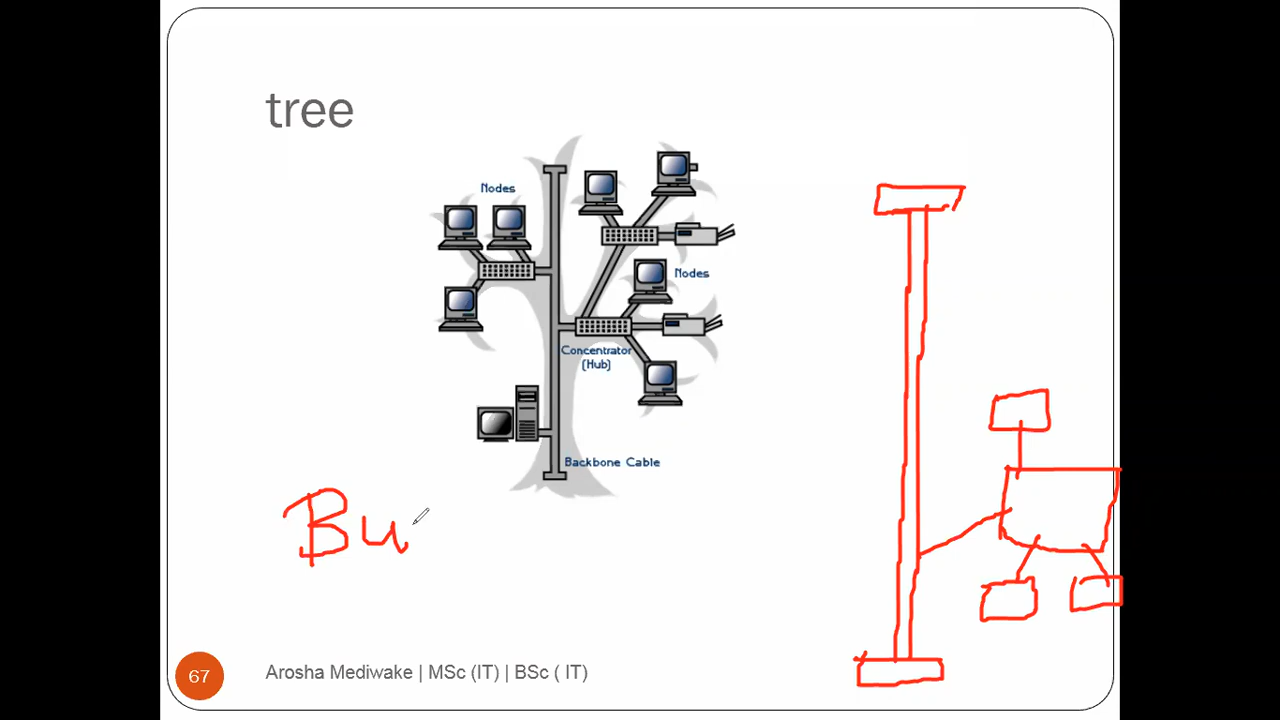 tree
Nodes
Nodes
Concentrator
(Hub)
Backbone Cable
Bu
67
Arosha Mediwake | MSc (IT) | BSc ( IT)